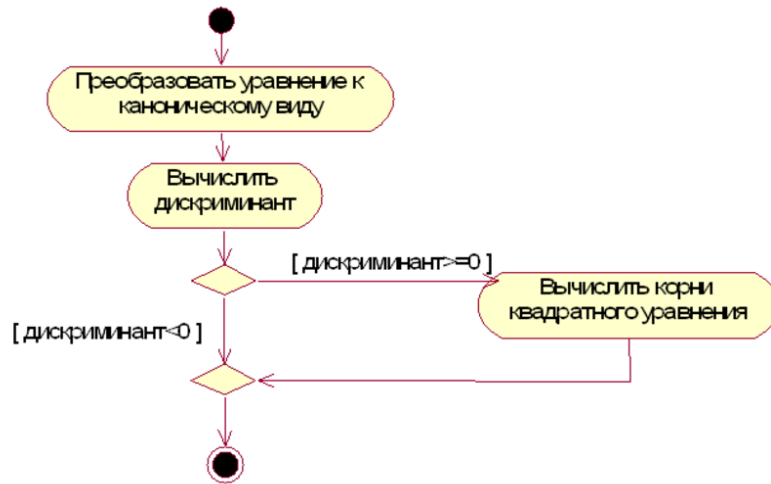 Преобразовать уравнение к
каноническому виду
Вычислить
дискриминант
[ дискриминант>=0 ]
Вычислить корни
квадратного уравнения
[ дискриминант<0 ]